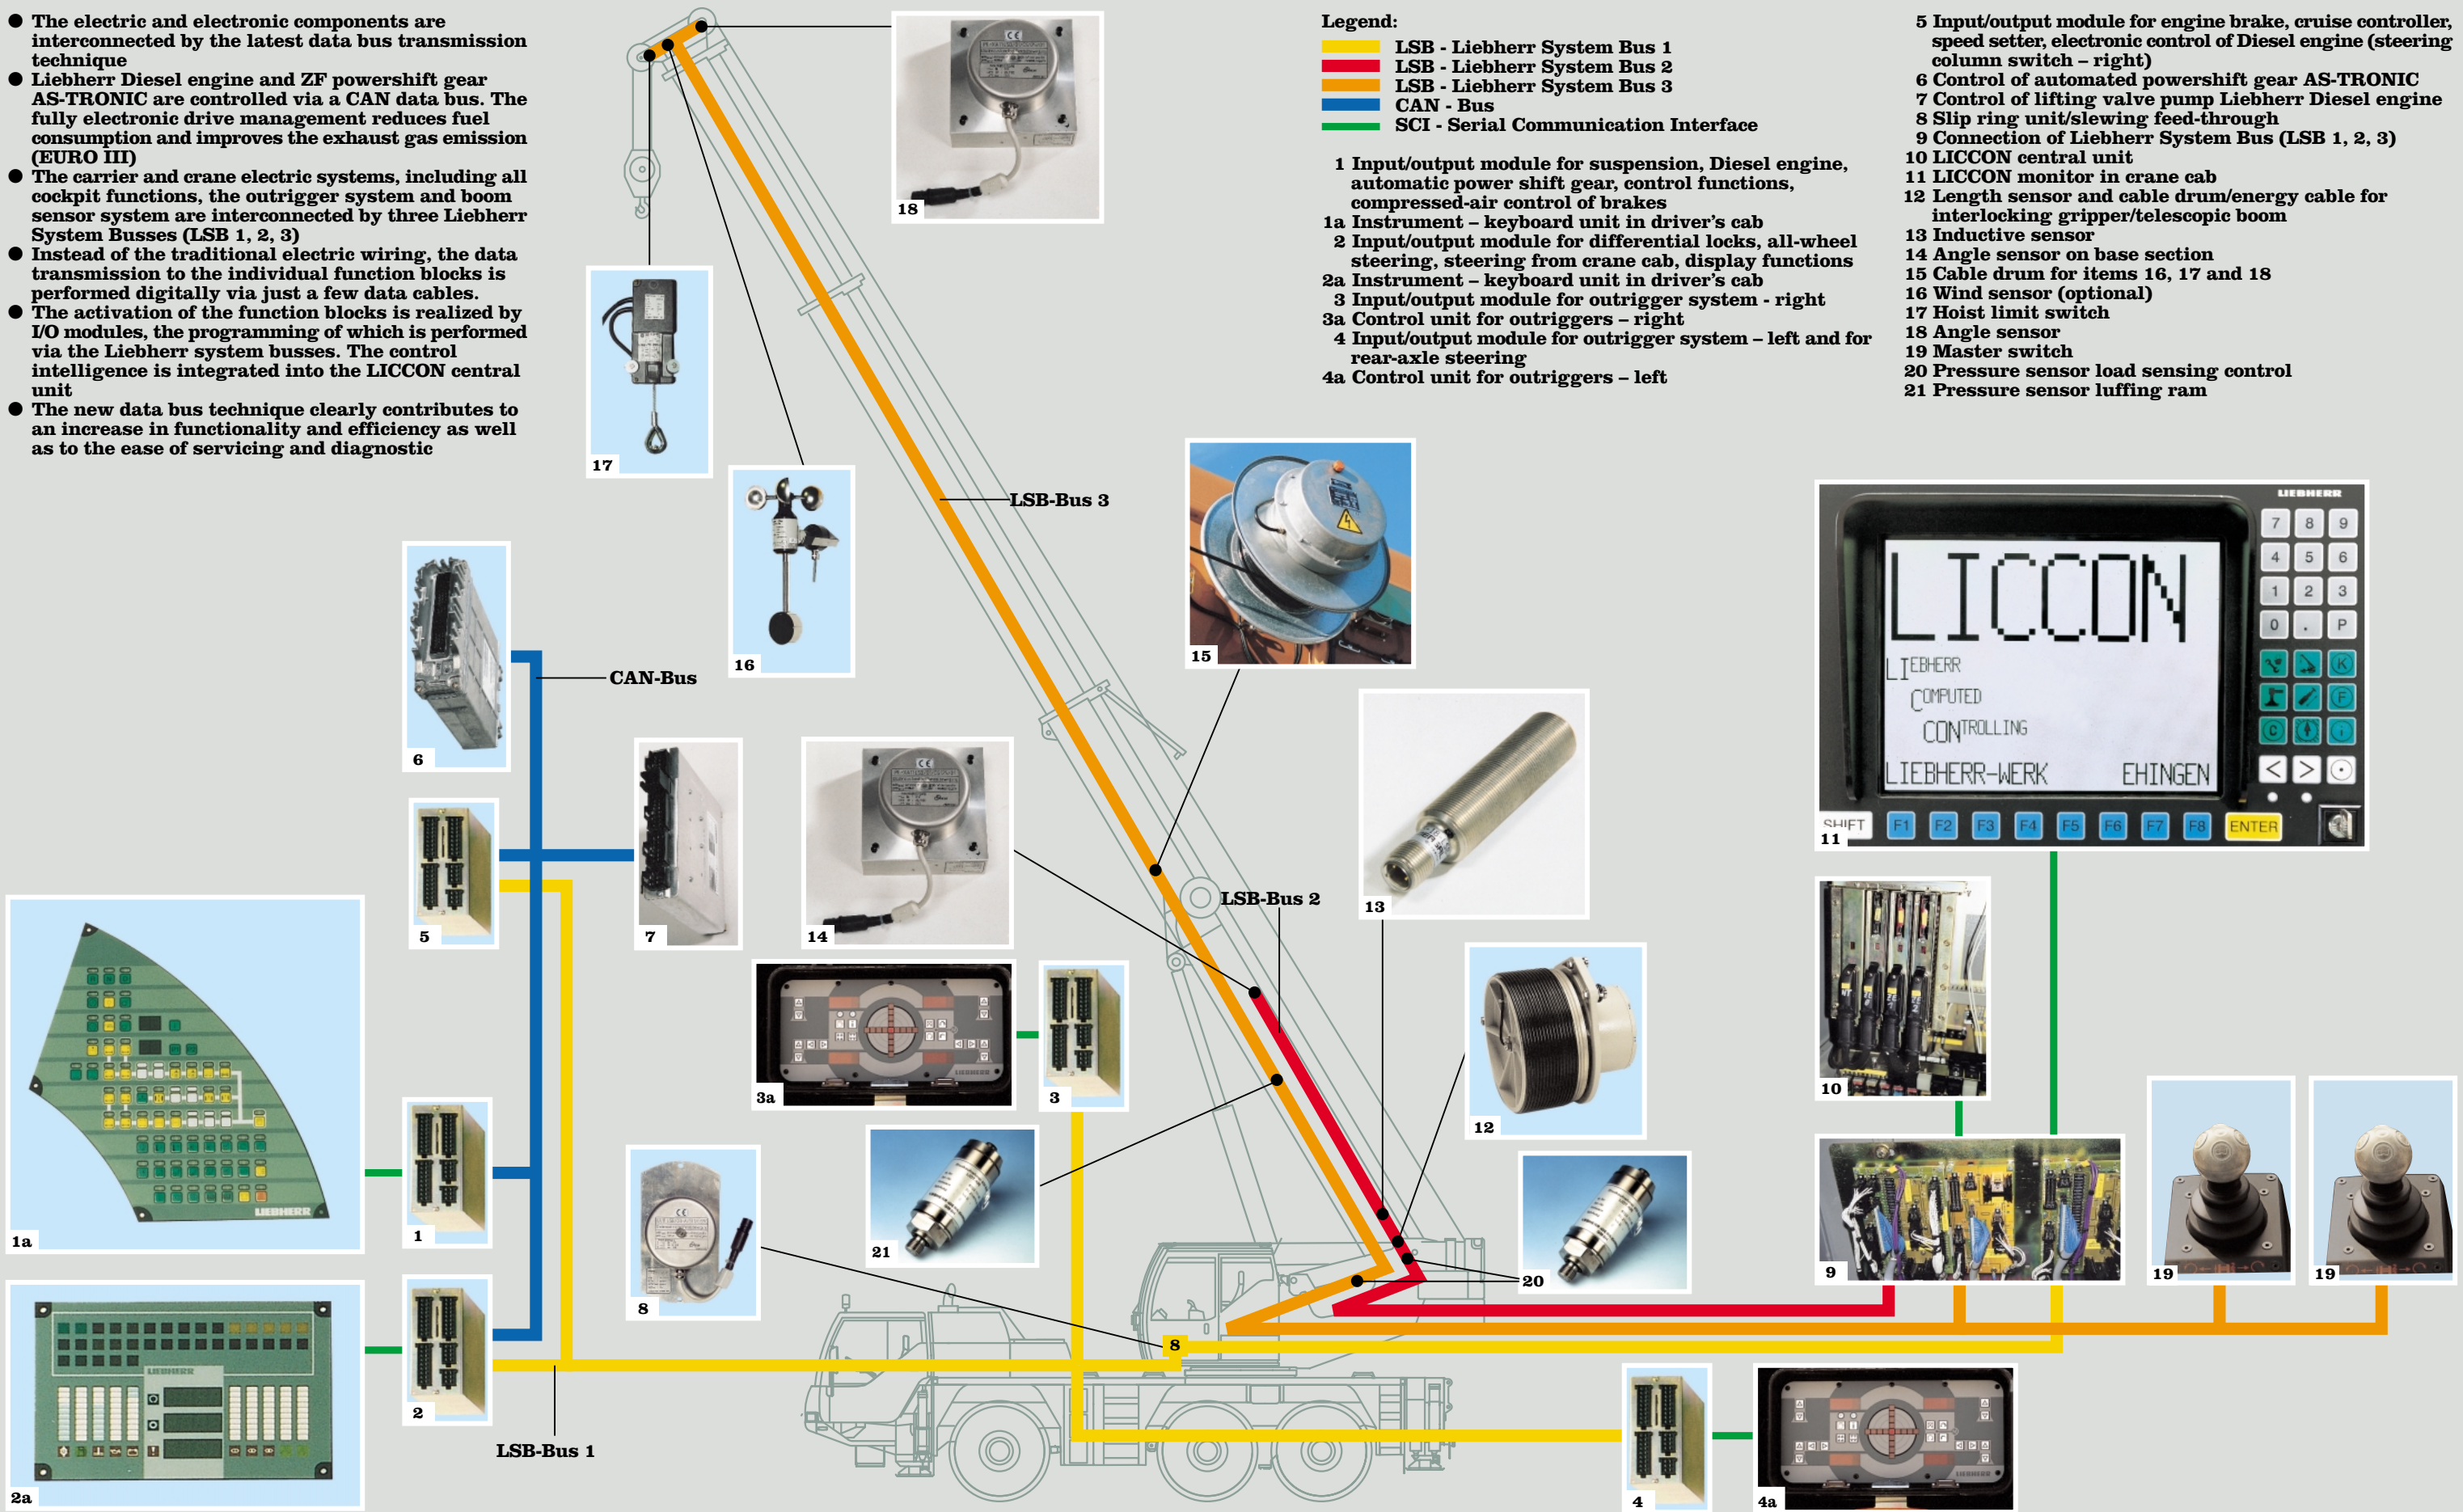 ● The electric and electronic components are
interconnected by the latest data bus transmission
technique
● Liebherr Diesel engine and ZF powershift gear
AS-TRONIC are controlled via a CAN data bus. The
fully electronic drive management reduces fuel
consumption and improves the exhaust gas emission
(EURO III)
● The carrier and crane electric systems, including all
cockpit functions, the outrigger system and boom
sensor system are interconnected by three Liebherr
System Busses (LSB 1, 2, 3)
● Instead of the traditional electric wiring, the data
transmission to the individual function blocks is
performed digitally via just a few data cables.
● The activation of the function blocks is realized by
I/O modules, the programming of which is performed
via the Liebherr system busses. The control
intelligence is integrated into the LICCON central
unit
● The new data bus technique clearly contributes to
an increase in functionality and efficiency as well
as to the ease of servicing and diagnostic
Legend:
LSB - Liebherr System Bus 1
LSB - Liebherr System Bus 2
LSB - Liebherr System Bus 3
CAN - Bus
SCI - Serial Communication Interface
1 Input/output module for suspension, Diesel engine,
automatic power shift gear, control functions,
compressed-air control of brakes
1a Instrument – keyboard unit in driver's cab
2 Input/output module for differential locks, all-wheel
steering, steering from crane cab, display functions
2a Instrument – keyboard unit in driver's cab
3 Input/output module for outrigger system - right
3a Control unit for outriggers – right
4 Input/output module for outrigger system – left and for
rear-axle steering
4a Control unit for outriggers – left
5 Input/output module for engine brake, cruise controller,
speed setter, electronic control of Diesel engine (steering
column switch – right)
6 Control of automated powershift gear AS-TRONIC
7 Control of lifting valve pump Liebherr Diesel engine
8 Slip ring unit/slewing feed-through
9 Connection of Liebherr System Bus (LSB 1, 2, 3)
10 LICCON central unit
11 LICCON monitor in crane cab
12 Length sensor and cable drum/energy cable for
interlocking gripper/telescopic boom
13 Inductive sensor
14 Angle sensor on base section
15 Cable drum for items 16, 17 and 18
16 Wind sensor (optional)
17 Hoist limit switch
18 Angle sensor
19 Master switch
20 Pressure sensor load sensing control
21 Pressure sensor luffing ram
18
17
16
LSB-Bus 3
15
6
CAN-Bus
5
7
14
LSB-Bus 2
13
LIEBHERR
7 8 9
4 5 6
1 2 3
0 . P
K
F
C i
< >
LICCON
LIEBHERR
COMPUTED
CONTROLLING
LIEBHERR-WERK EHINGEN
SHIFT F1 F2 F3 F4 F5 F6 F7 F8 ENTER
11
LIEBHERR
1a
1
LIEBHERR
3a
3
12
10
21
CE
8
20
9
19
19
8
LIEBHERR
2a
2
LSB-Bus 1
4
LIEBHERR
4a